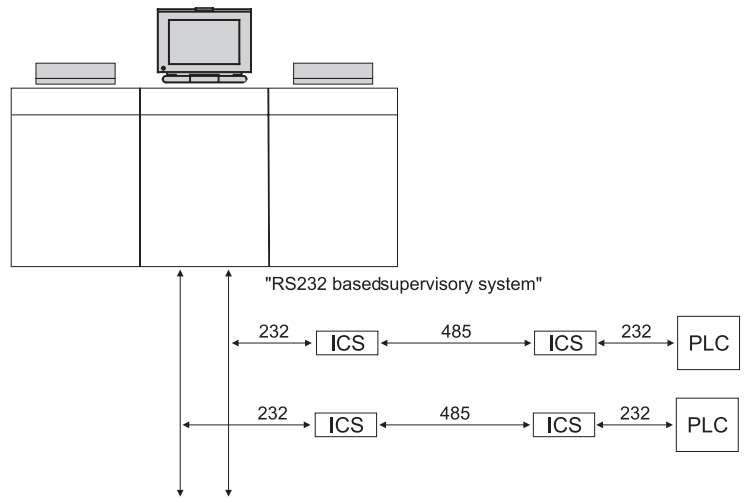 "RS232 basedsupervisory system"
232 ICS 485 ICS 232 PLC
232 ICS 485 ICS 232 PLC